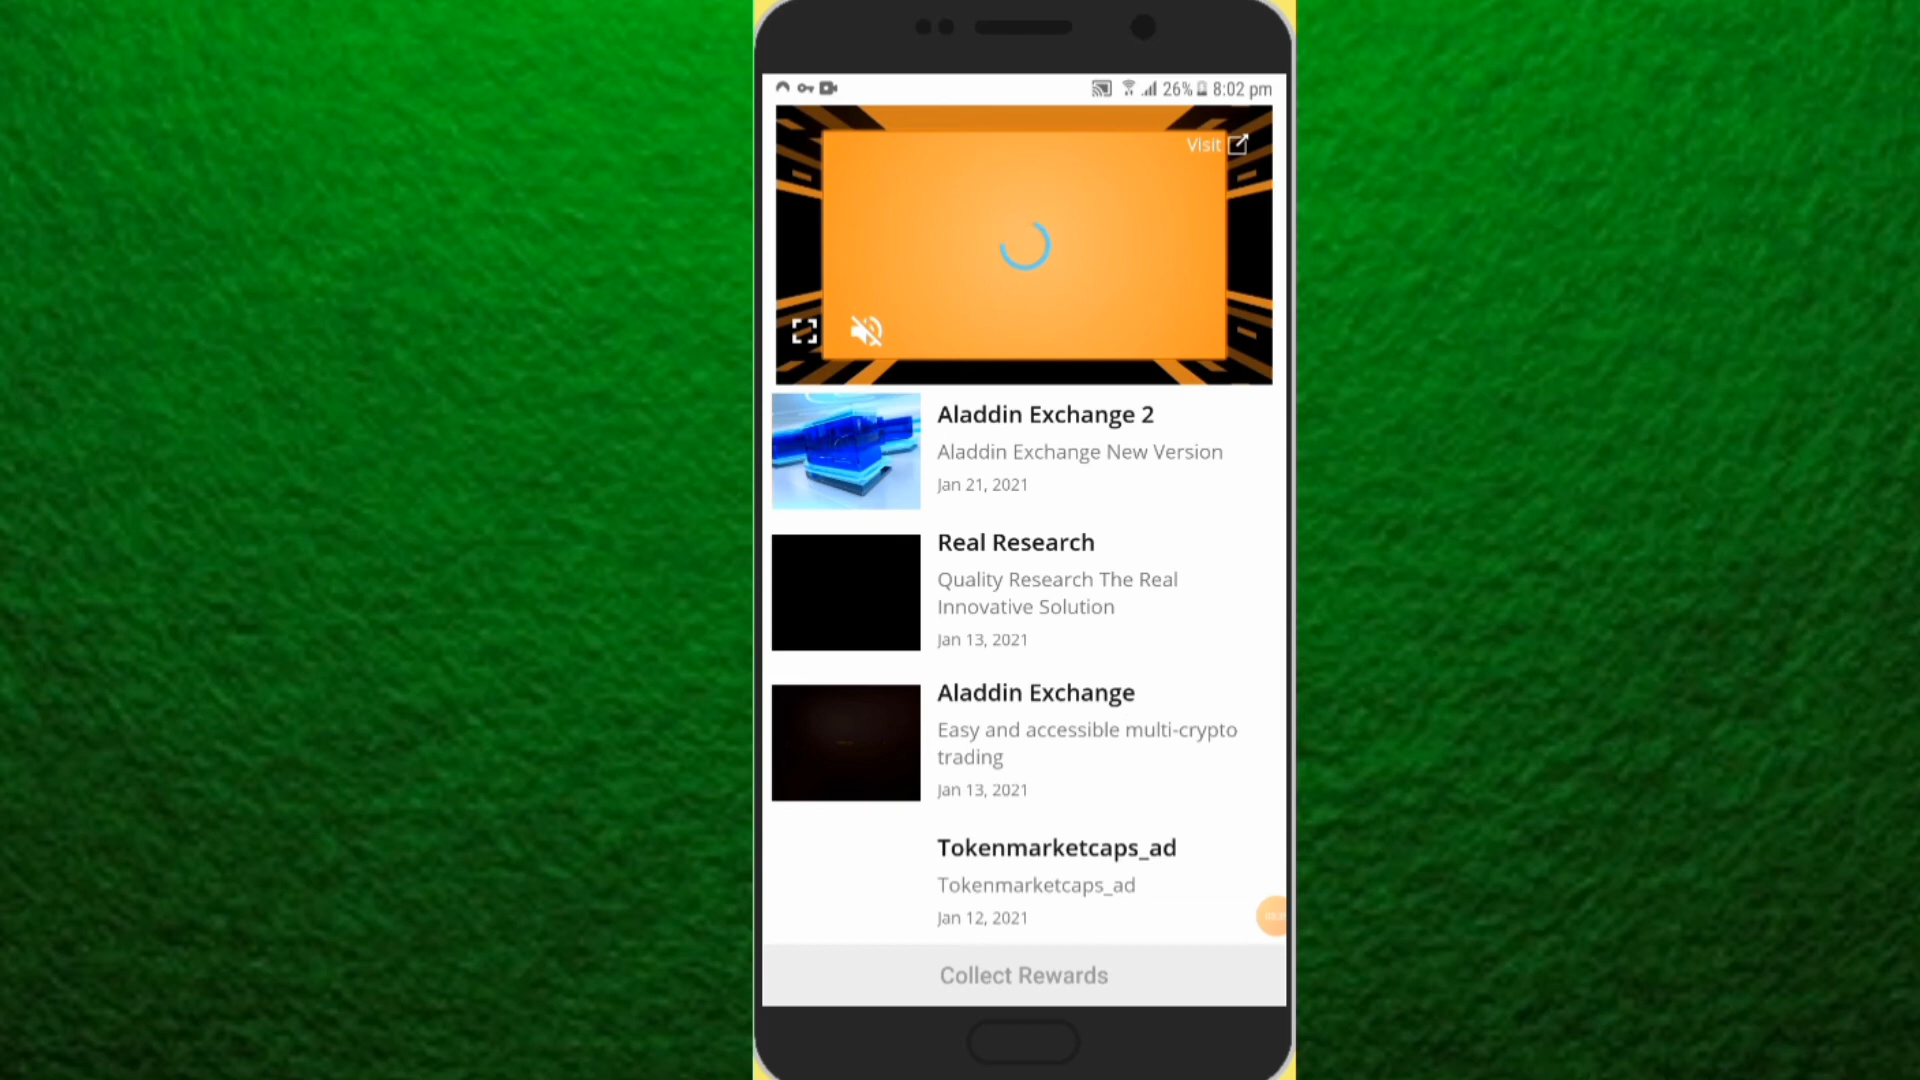 26% 8:02 pm
Visit
Aladdin Exchange 2
Aladdin Exchange New Version
Jan 21, 2021
Real Research
Quality Research The Real
Innovative Solution
Jan 13, 2021
Aladdin Exchange
Easy and accessible multi-crypto
trading
Jan 13, 2021
Tokenmarketcaps_ad
Tokenmarketcaps_ad
Jan 12, 2021
Collect Rewards